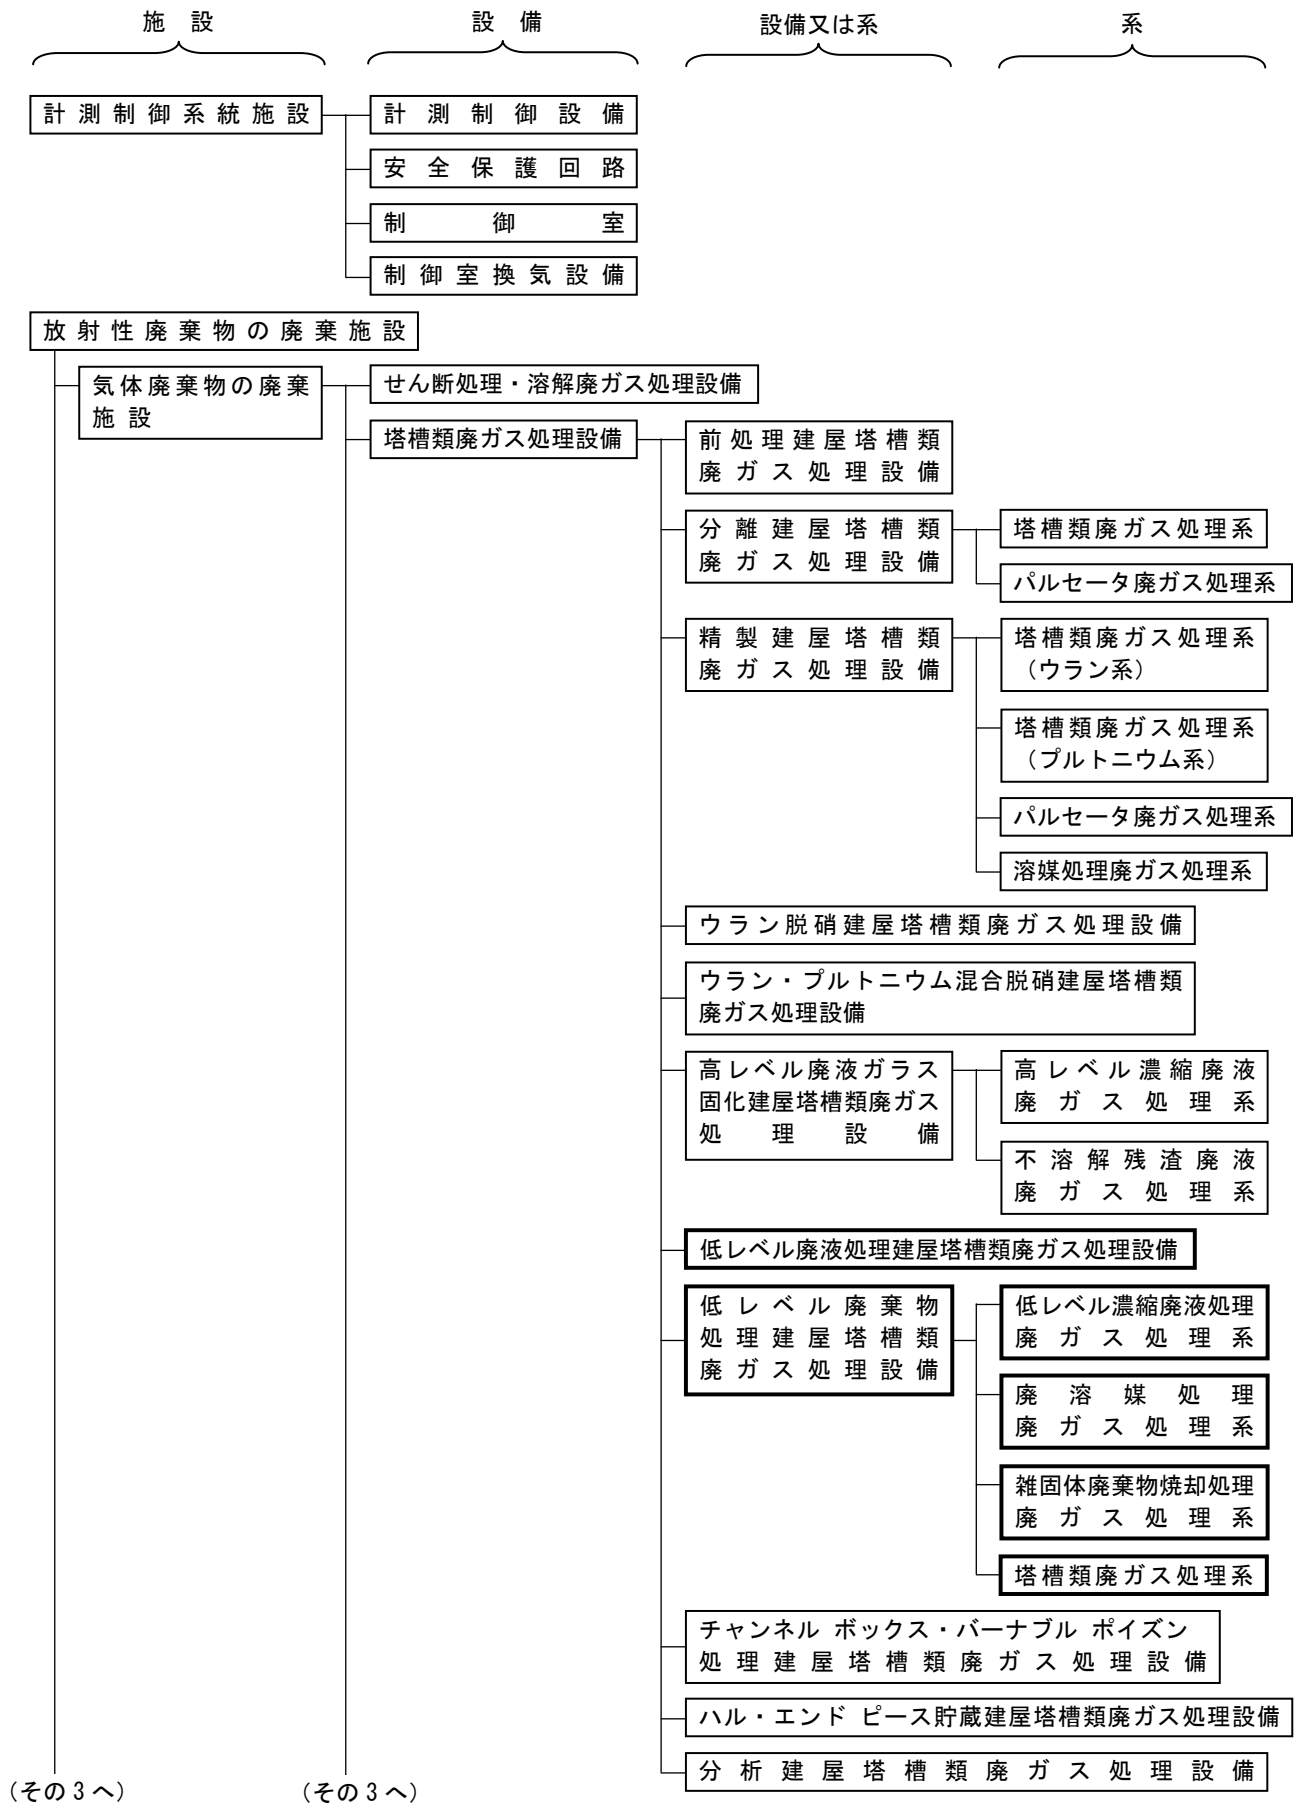 施設
設備
設備又は系
系
計測制御系統施設
計測制御設備
安全保護回路
制御室
制御室換気設備
放射性廃棄物の廃棄施設
気体廃棄物の廃棄
施設
せん断処理・溶解廃ガス処理設備
塔槽類廃ガス処理設備
前処理建屋塔槽類
廃ガス処理設備
分離建屋塔槽類
廃ガス処理設備
塔槽類廃ガス処理系
パルセータ廃ガス処理系
精製建屋塔槽類
廃ガス処理設備
塔槽類廃ガス処理系
（ウラン系）
塔槽類廃ガス処理系
（プルトニウム系）
パルセータ廃ガス処理系
溶媒処理廃ガス処理系
ウラン脱硝建屋塔槽類廃ガス処理設備
ウラン・プルトニウム混合脱硝建屋塔槽類
廃ガス処理設備
高レベル廃液ガラス
固化建屋塔槽類廃ガス
処理設備
高レベル濃縮廃液
廃ガス処理系
不溶解残渣廃液
廃ガス処理系
低レベル廃液処理建屋塔槽類廃ガス処理設備
低レベル廃棄物
処理建屋塔槽類
廃ガス処理設備
低レベル濃縮廃液処理
廃ガス処理系
廃溶媒処理
廃ガス処理系
雑固体廃棄物焼却処理
廃ガス処理系
塔槽類廃ガス処理系
チャンネル ボックス・バーナブル ポイズン
処理建屋塔槽類廃ガス処理設備
ハル・エンド ピース貯蔵建屋塔槽類廃ガス処理設備
分析建屋塔槽類廃ガス処理設備
（その３へ）
（その３へ）